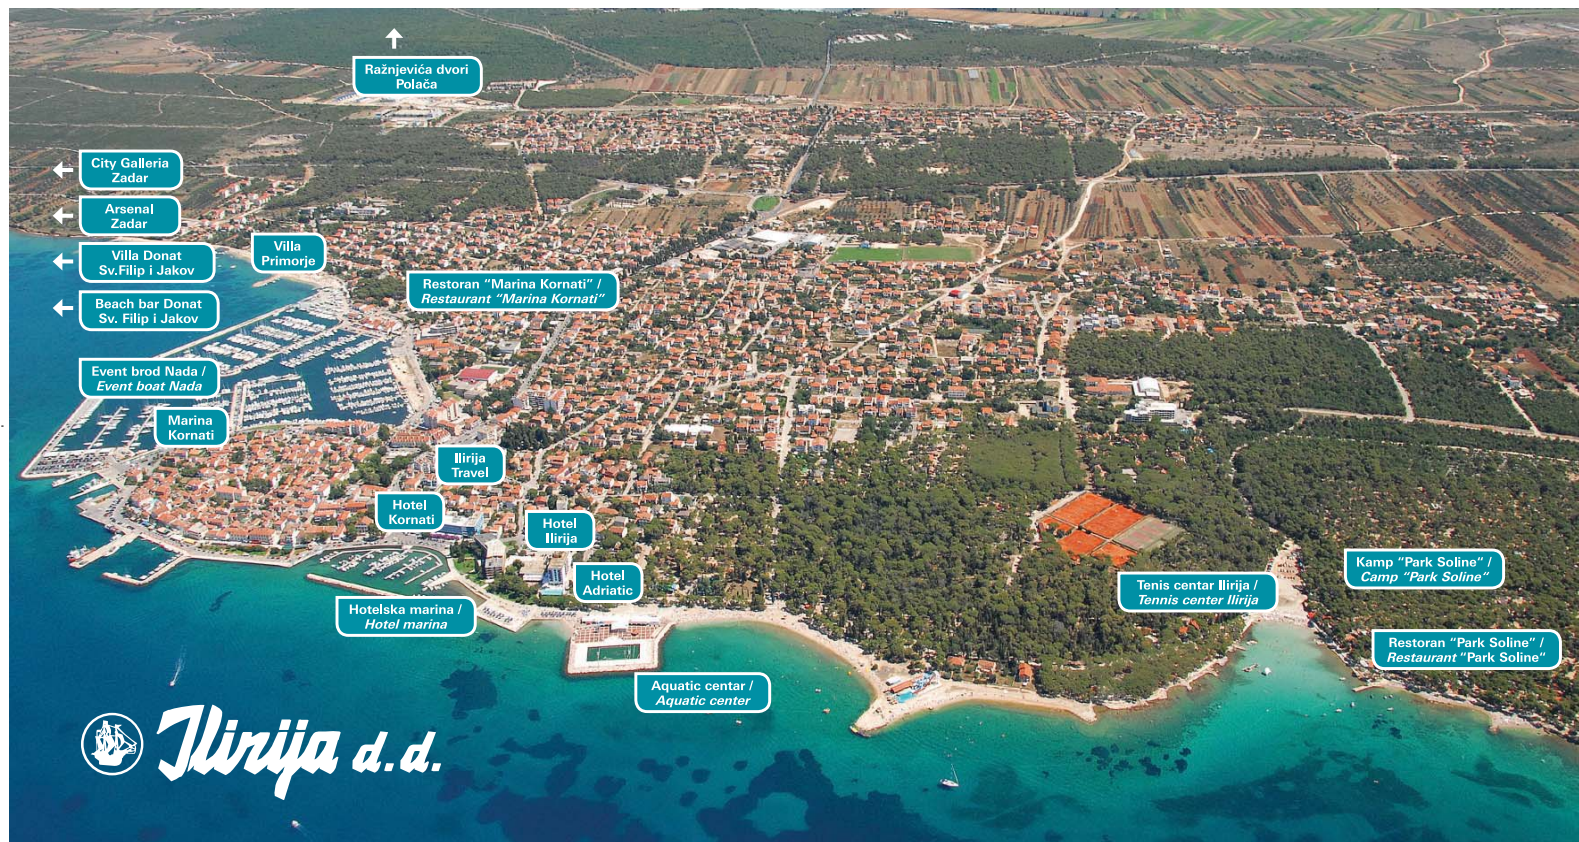 Ražnjevića dvori
Polača
City Galleria
Zadar
Arsenal
Zadar
Villa Donat
Sv.Filip i Jakov
Villa
Primorje
Restoran “Marina Kornati” /
Restaurant “Marina Kornati”
Beach bar Donat
Sv. Filip i Jakov
Event brod Nada /
Event boat Nada
Marina
Kornati
Ilirija
Travel
Hotel
Kornati
Hotel
Ilirija
Hotel
Adriatic
Hotelska marina /
Hotel marina
Tenis centar Ilirija /
Tennis center Ilirija
Kamp “Park Soline“ /
Camp “Park Soline“
Restoran “Park Soline” /
Restaurant “Park Soline“
Aquatic centar /
Aquatic center
Ilirija d.d.